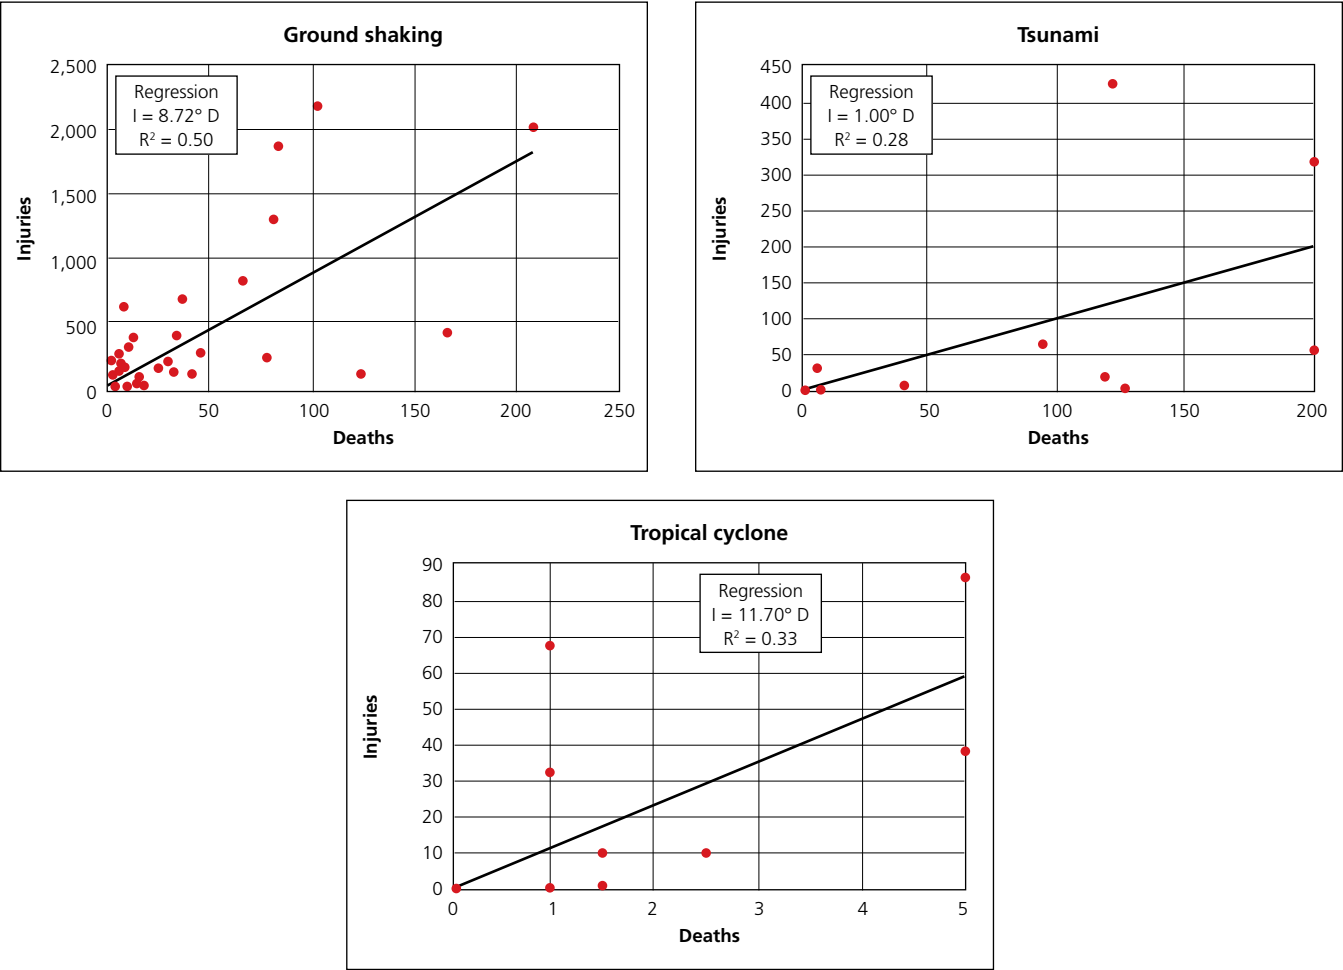 Ground shaking
Regression
I = 8.72° D
R² = 0.50
2,500
2,000
1,500
1,000
500
0
Injuries
0 50 100 150 200 250
Deaths
Tsunami
Regression
I = 1.00° D
R² = 0.28
450
400
350
300
250
200
150
100
50
0
Injuries
0 50 100 150 200
Deaths
Tropical cyclone
Regression
I = 11.70° D
R² = 0.33
90
80
70
60
50
40
30
20
10
0
Injuries
0 1 2 3 4 5
Deaths